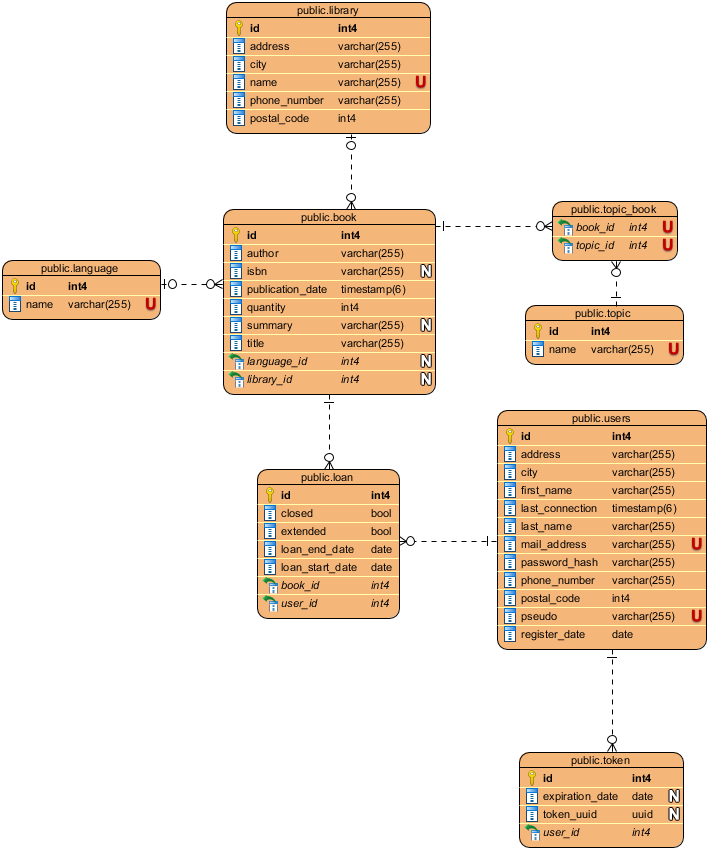 public.library
id int4
address varchar(255)
city varchar(255)
name varchar(255) U
phone_number varchar(255)
postal_code int4
public.book
id int4
author varchar(255)
isbn varchar(255) N
publication_date timestamp(6)
quantity int4
summary varchar(255) N
title varchar(255)
language_id int4 N
library_id int4 N
public.topic_book
book_id int4 U
topic_id int4 U
public.language
id int4
name varchar(255) U
public.topic
id int4
name varchar(255) U
public.loan
id int4
closed bool
extended bool
loan_end_date date
loan_start_date date
book_id int4
user_id int4
public.users
id int4
address varchar(255)
city varchar(255)
first_name varchar(255)
last_connection timestamp(6)
last_name varchar(255)
mail_address varchar(255) U
password_hash varchar(255)
phone_number varchar(255)
postal_code int4
pseudo varchar(255) U
register_date date
public.token
id int4
expiration_date date N
token_uuid uuid N
user_id int4